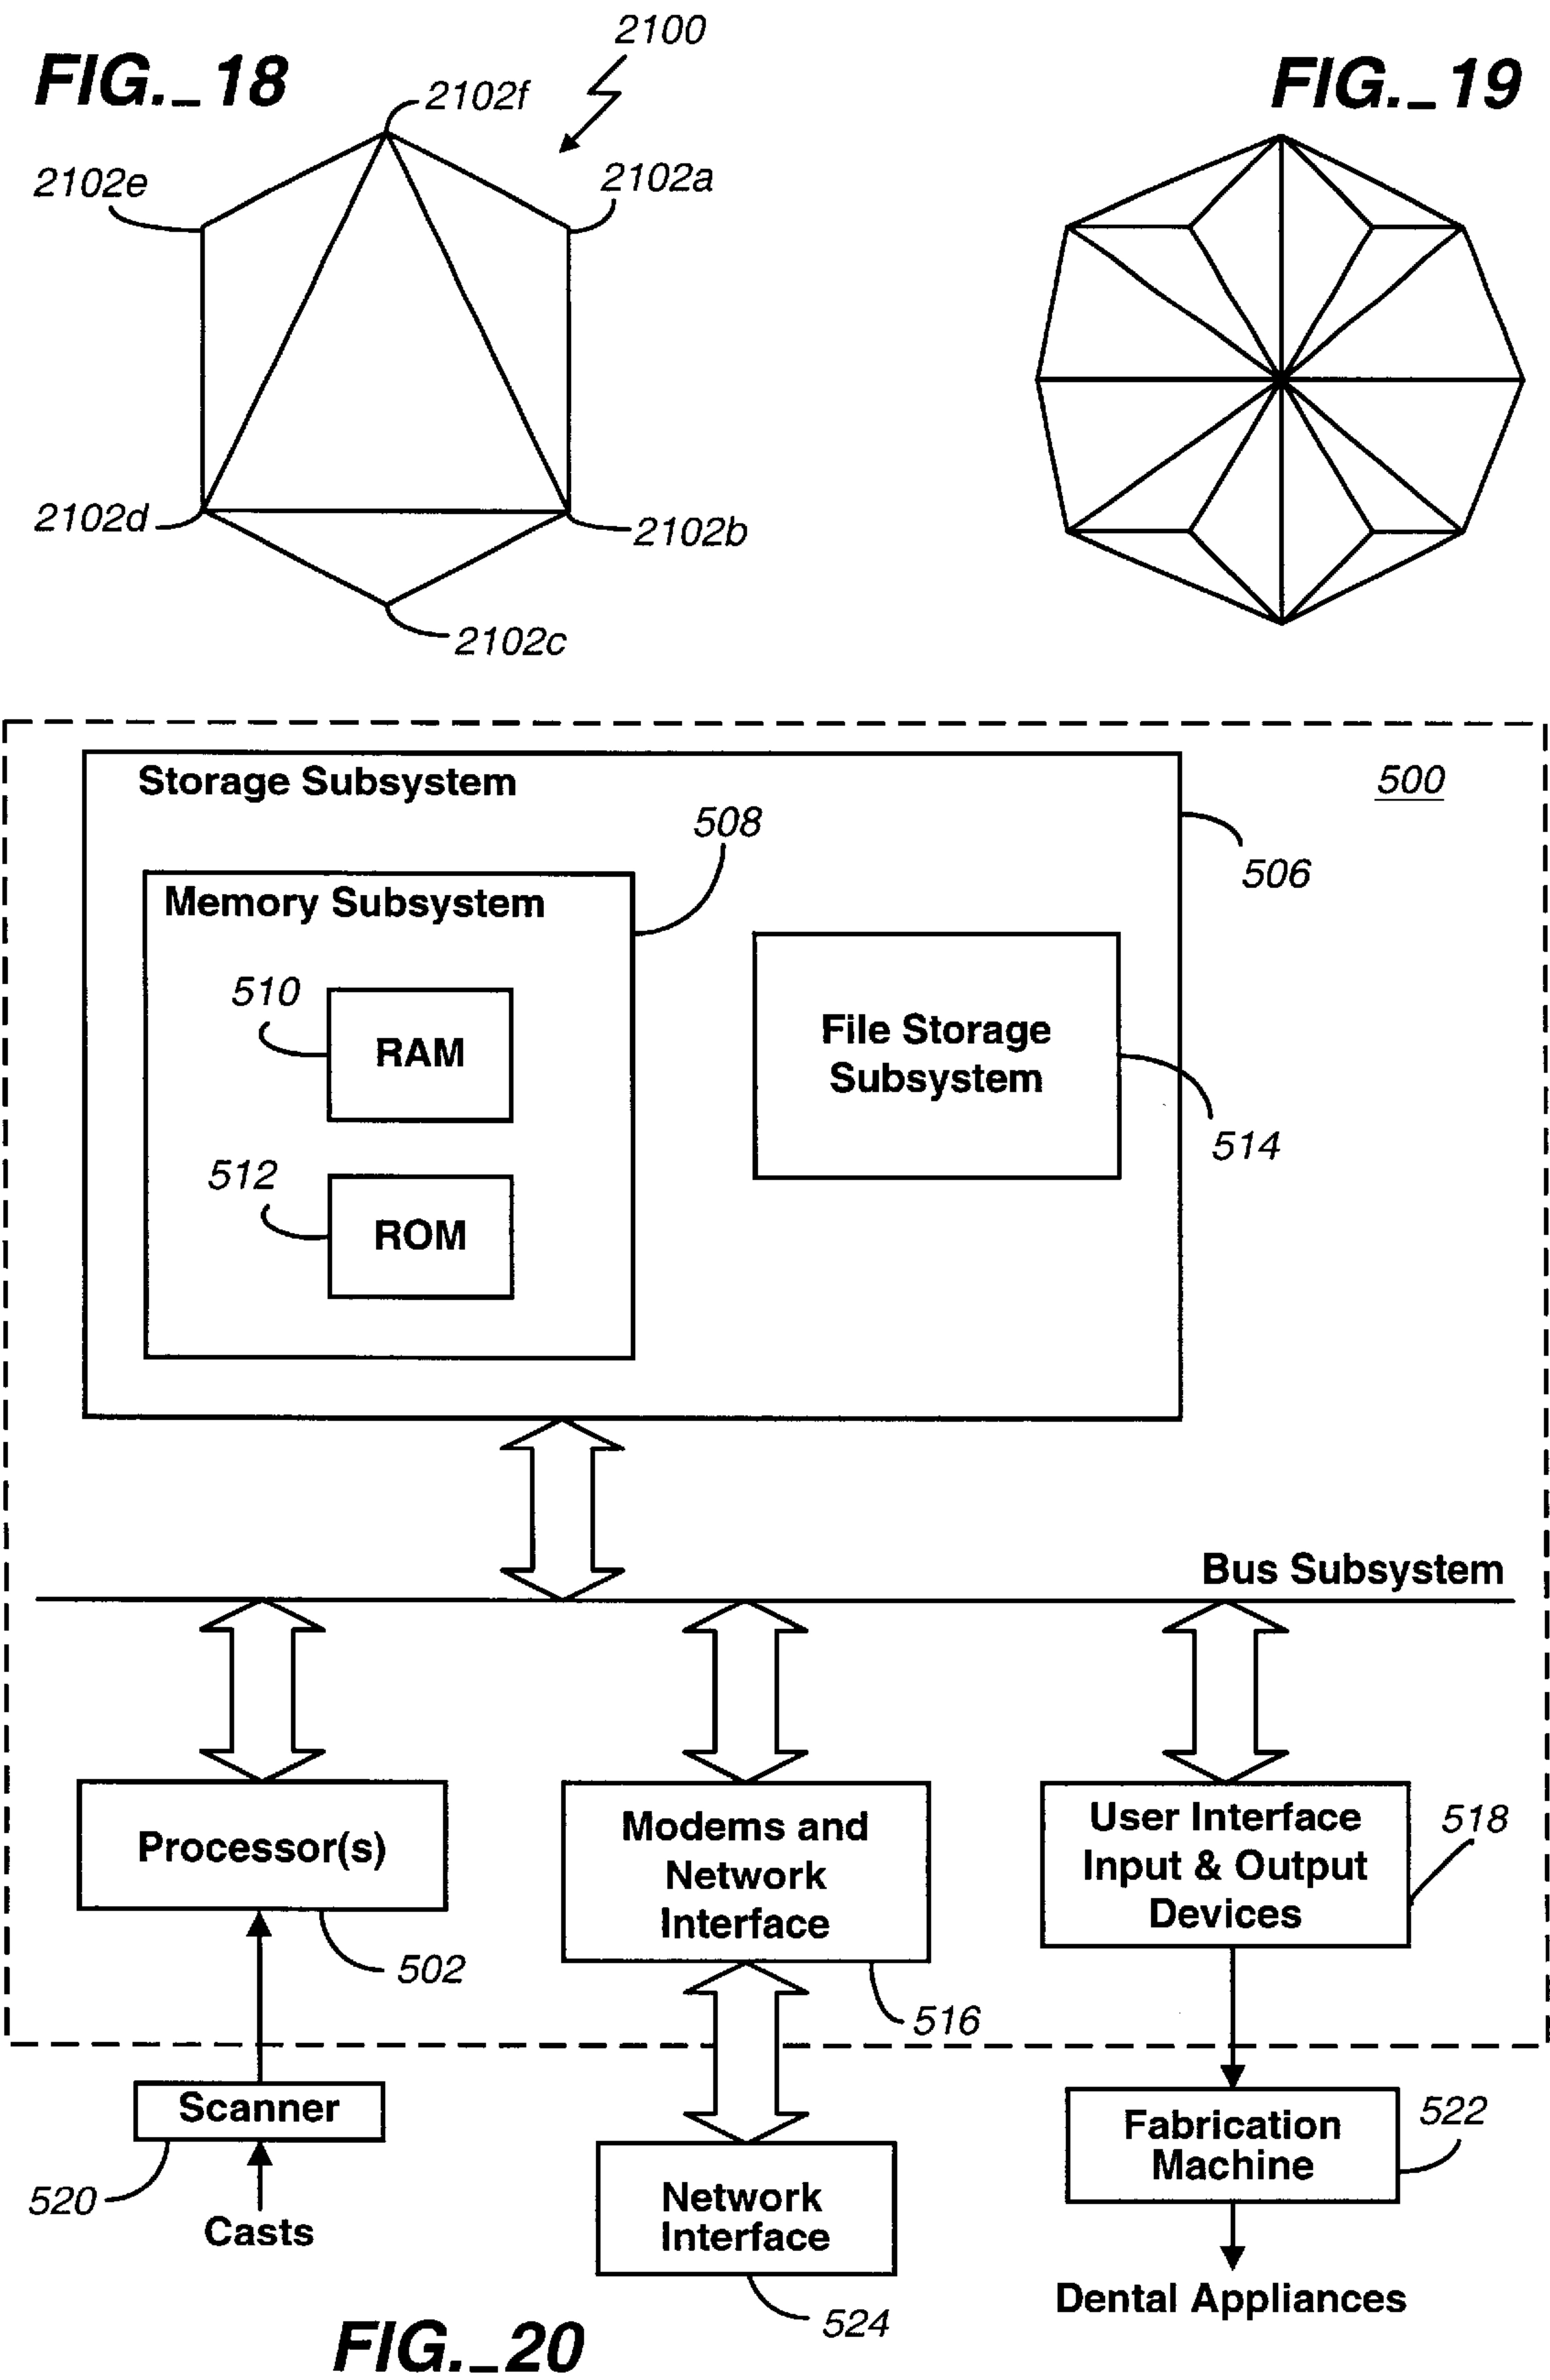 FIG._18
2100
2102f
2102e
2102a
2102d
2102b
2102c
FIG._19
500
Storage Subsystem
506
508
Memory Subsystem
510
RAM
File Storage
Subsystem
514
512
ROM
Bus Subsystem
Processor(s)
502
Modems and
Network
Interface
516
User Interface
Input & Output
Devices
518
Scanner
520
Casts
Network
Interface
524
Fabrication
Machine
522
Dental Appliances
FIG._20